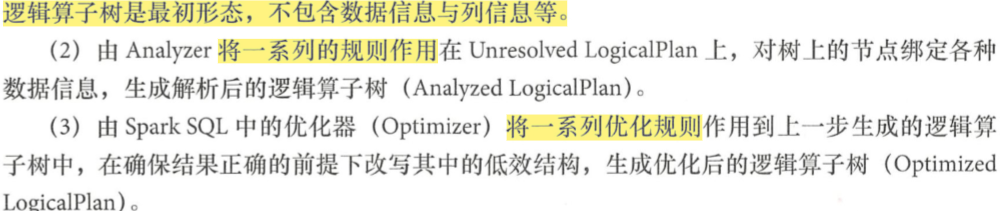 逻辑算子树是最初形态，不包含数据信息与列信息等。
（2）由 Analyzer 将一系列的规则作用在 Unresolved LogicalPlan 上，对树上的节点绑定各种
数据信息，生成解析后的逻辑算子树（Analyzed LogicalPlan）。
（3）由 Spark SQL 中的优化器（Optimizer）将一系列优化规则作用到上一步生成的逻辑算
子树中，在确保结果正确的前提下改写其中的低效结构，生成优化后的逻辑算子树（Optimized
LogicalPlan）。